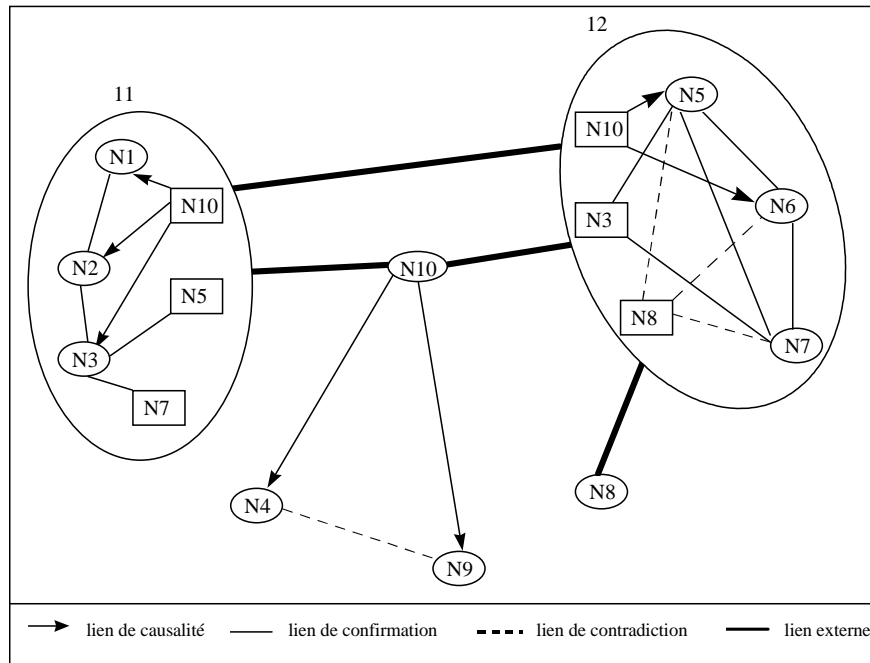 12
11
N5
N10
N1
N10
N6
N3
N2
N10
N5
N8
N7
N3
N7
N8
N4
N9
lien de causalité
lien de confirmation
lien de contradiction
lien externe